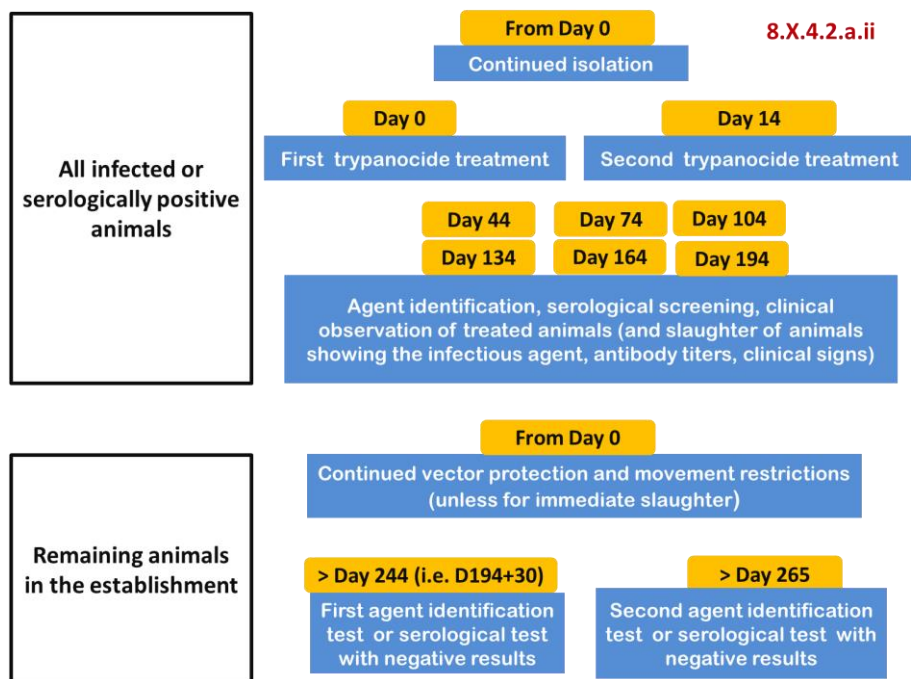 From Day 0
8.X.4.2.a.ii
Continued isolation
All infected or
serologically positive
animals
Day 0
First trypanocide treatment
Day 14
Second trypanocide treatment
Day 44
Day 74
Day 104
Day 134
Day 164
Day 194
Agent identification, serological screening, clinical
observation of treated animals (and slaughter of animals
showing the infectious agent, antibody titers, clinical signs)
Remaining animals
in the establishment
From Day 0
Continued vector protection and movement restrictions
(unless for immediate slaughter)
> Day 244 (i.e. D194+30)
First agent identification
test or serological test
with negative results
> Day 265
Second agent identification
test or serological test with
negative results